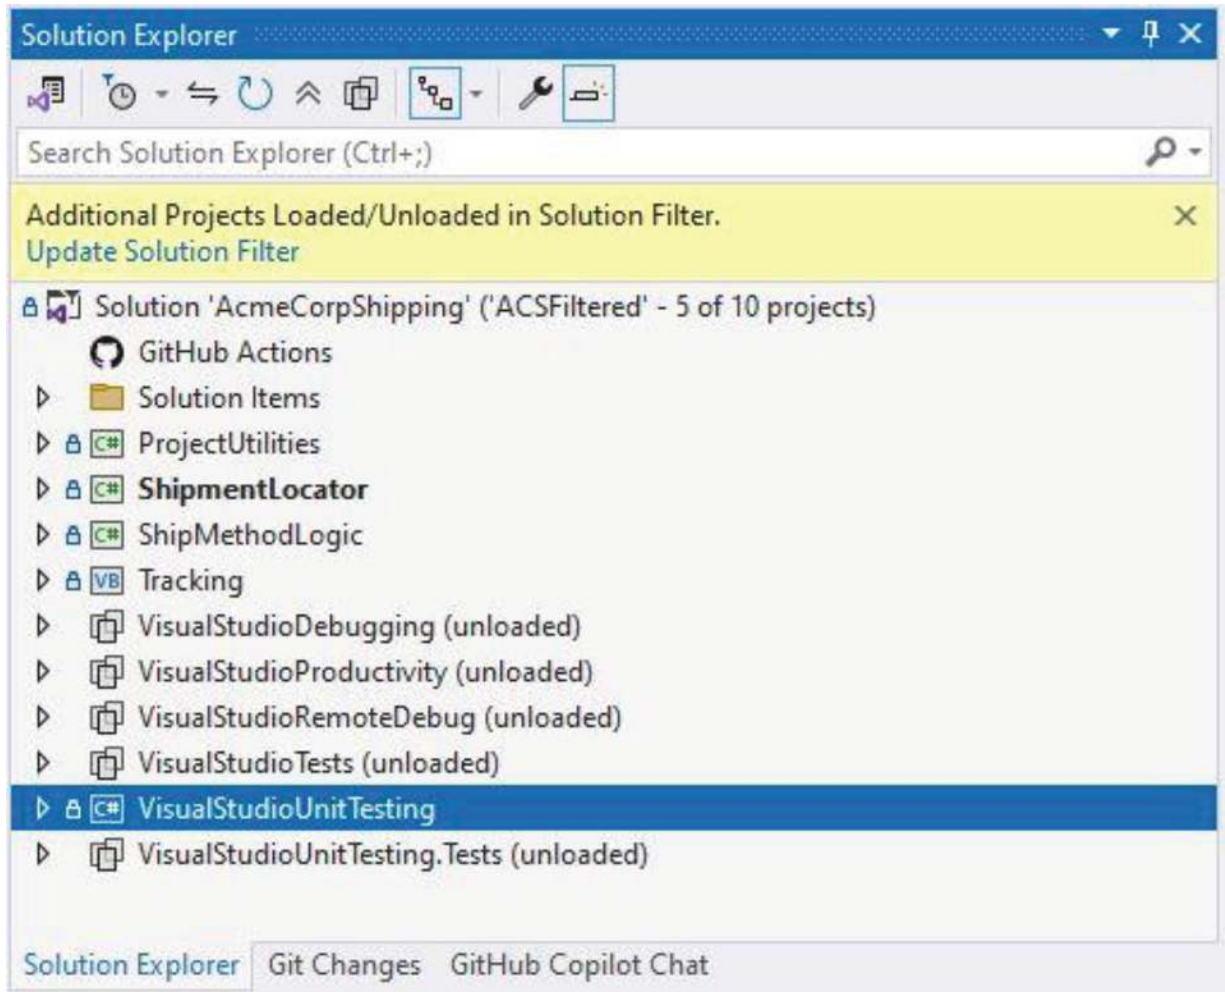 Solution Explorer
Search Solution Explorer (Ctrl+;)
Additional Projects Loaded/Unloaded in Solution Filter.
Update Solution Filter
Solution 'AcmeCorpShipping' ('ACSFiltered' - 5 of 10 projects)
GitHub Actions
Solution Items
C# ProjectUtilities
C# ShipmentLocator
C# ShipMethodLogic
VB Tracking
VisualStudioDebugging (unloaded)
VisualStudioProductivity (unloaded)
VisualStudioRemoteDebug (unloaded)
VisualStudioTests (unloaded)
C# VisualStudioUnitTesting
VisualStudioUnitTesting.Tests (unloaded)
Solution Explorer Git Changes GitHub Copilot Chat